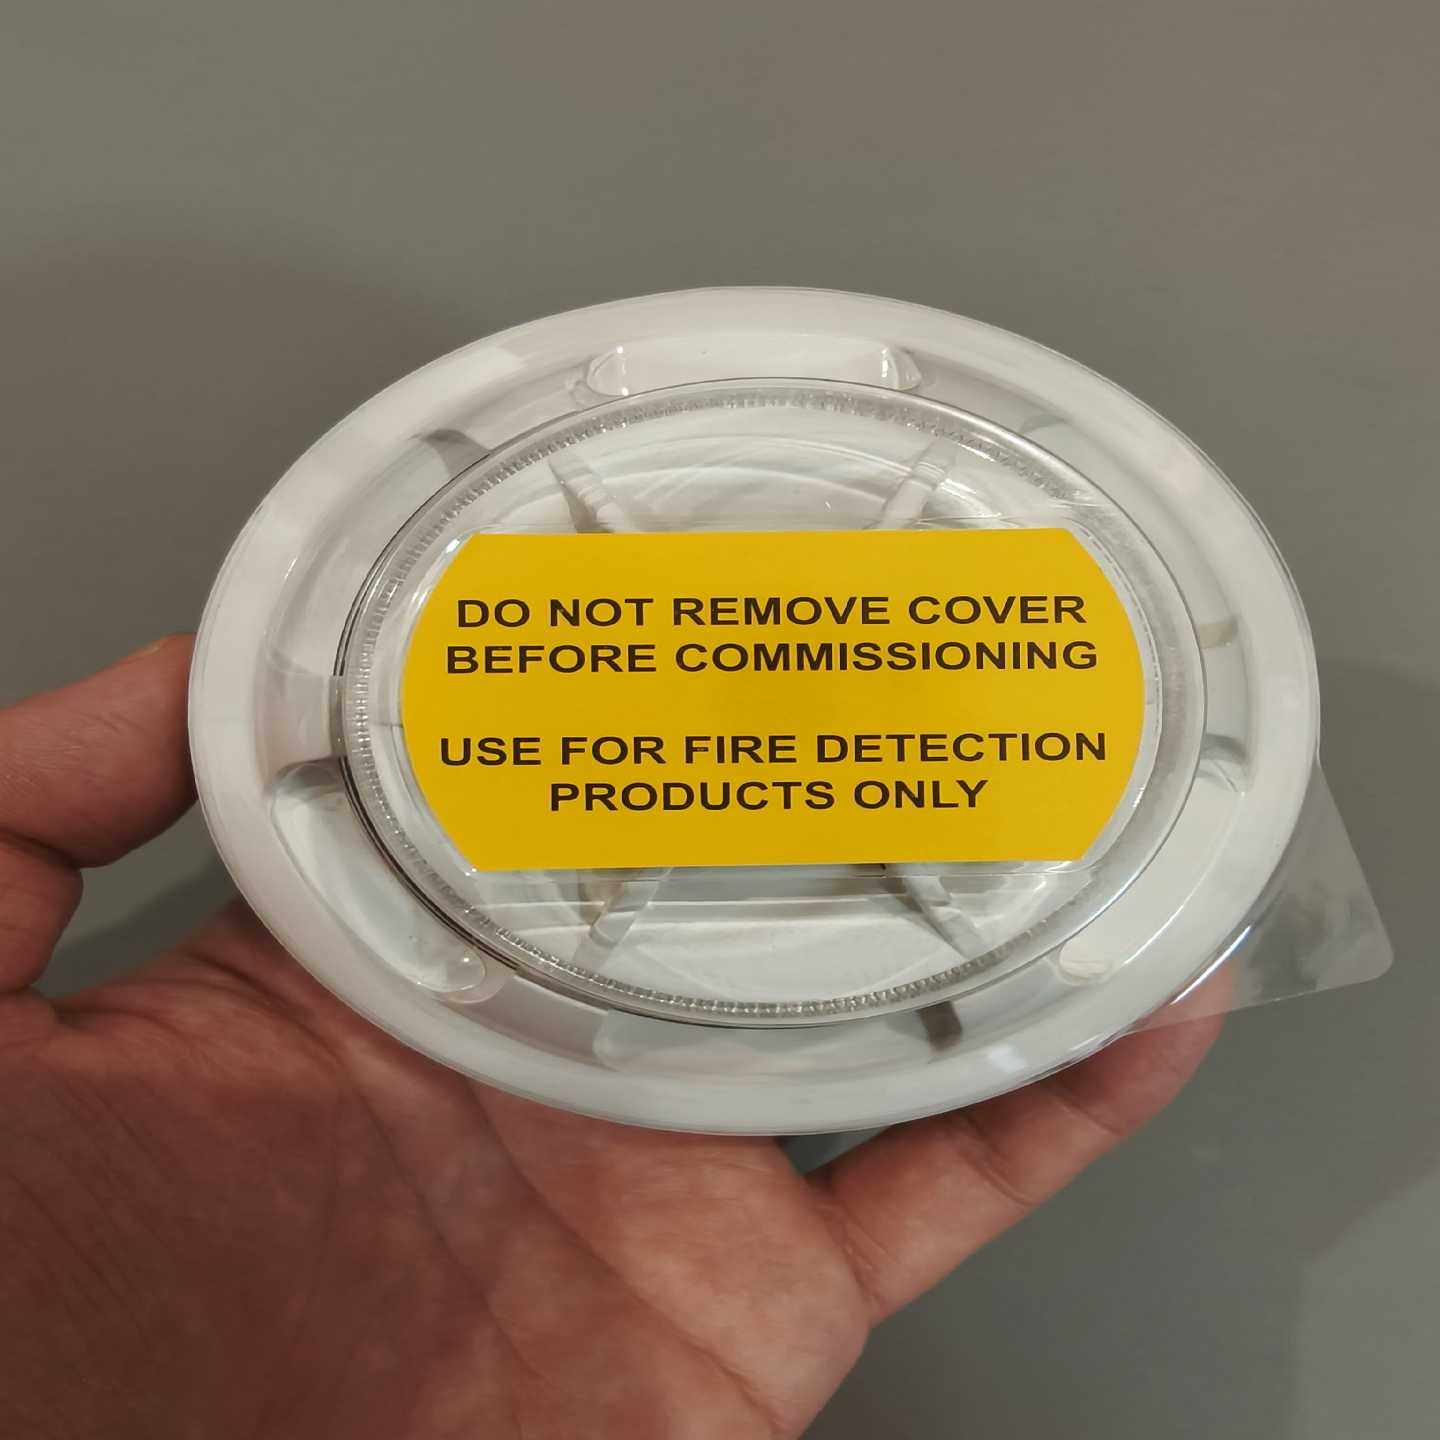 DO NOT REMOVE COVER
BEFORE COMMISSIONING
USE FOR FIRE DETECTION
PRODUCTS ONLY